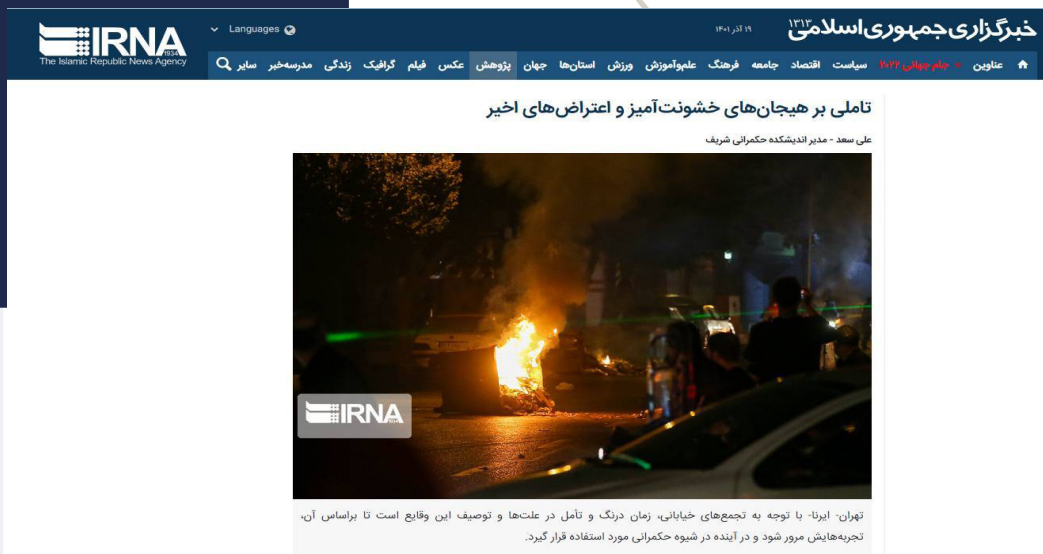 خبرگزاری جمهوری اسلامی ۱۳۱۳
۱۹ آذر ۱۴۰۱
Languages
IRNA
1934
The Islamic Republic News Agency
عناوین جام جهانی ۲۰۲۲ سیاست اقتصاد جامعه فرهنگ علم‌وآموزش ورزش استان‌ها جهان پژوهش عکس فیلم گرافیک زندگی مدرسه‌خبر سایر
تاملی بر هیجان‌های خشونت‌آمیز و اعتراض‌های اخیر
علی سعد - مدیر اندیشکده حکمرانی شریف
IRNA
تهران- ایرنا- با توجه به تجمع‌های خیابانی، زمان درنگ و تأمل در علت‌ها و توصیف این وقایع است تا براساس آن،
تجربه‌هایش مرور شود و در آینده در شیوه حکمرانی مورد استفاده قرار گیرد.